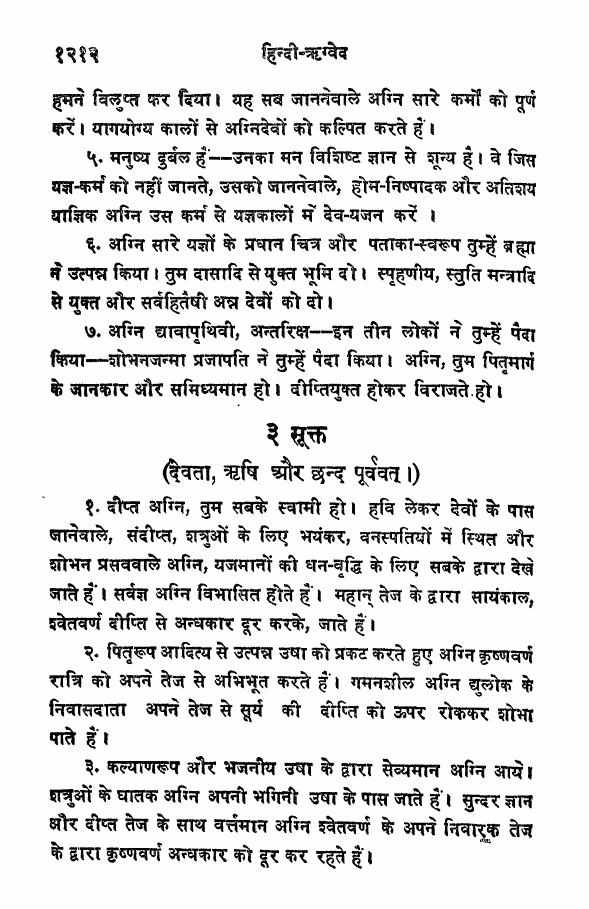 १२१२ हिन्दी-ऋग्वेद
हमने विलुप्त कर दिया। यह सब जाननेवाले अग्नि सारे कर्मों को पूर्ण
करें। यागयोग्य कालों से अग्निदेवों को कल्पित करते हैं।
५. मनुष्य दुर्बल हैं--उनका मन विशिष्ट ज्ञान से शून्य है। वे जिस
यज्ञ-कर्म को नहीं जानते, उसको जाननेवाले, होम-निष्पादक और अतिशय
याज्ञिक अग्नि उस कर्म से यज्ञकालों में देव-यजन करें ।
६. अग्नि सारे यज्ञों के प्रधान चित्र और पताका-स्वरूप तुम्हें ब्रह्मा
ने उत्पन्न किया। तुम दासादि से युक्त भूमि दो। स्पृहणीय, स्तुति मन्त्रादि
से युक्त और सर्वहितैषी अन्न देवों को दो।
७. अग्नि द्यावापृथिवी, अन्तरिक्ष--इन तीन लोकों ने तुम्हें पैदा
किया--शोभनजन्मा प्रजापति ने तुम्हें पैदा किया। अग्नि, तुम पितृमार्ग
के जानकार और समिध्यमान हो। दीप्तियुक्त होकर विराजते हो।
३ सूक्त
(देवता, ऋषि और छन्द पूर्ववत्।)
१. दीप्त अग्नि, तुम सबके स्वामी हो। हवि लेकर देवों के पास
जानेवाले, संदीप्त, शत्रुओं के लिए भयंकर, वनस्पतियों में स्थित और
शोभन प्रसववाले अग्नि, यजमानों की धन-वृद्धि के लिए सबके द्वारा देखे
जाते हैं। सर्वज्ञ अग्नि विभासित होते हैं। महान् तेज के द्वारा सायंकाल,
श्वेतवर्ण दीप्ति से अन्धकार दूर करके, जाते हैं।
२. पितृरूप आदित्य से उत्पन्न उषा को प्रकट करते हुए अग्नि कृष्णवर्ण
रात्रि को अपने तेज से अभिभूत करते हैं। गमनशील अग्नि द्युलोक के
निवासदाता अपने तेज से सूर्य की दीप्ति को ऊपर रोककर शोभा
पाते हैं।
३. कल्याणरूप और भजनीय उषा के द्वारा सेव्यमान अग्नि आये।
शत्रुओं के घातक अग्नि अपनी भगिनी उषा के पास जाते हैं। सुन्दर ज्ञान
और दीप्त तेज के साथ वर्त्तमान अग्नि श्वेतवर्ण के अपने निवारक तेज
के द्वारा कृष्णवर्ण अन्धकार को दूर कर रहते हैं।